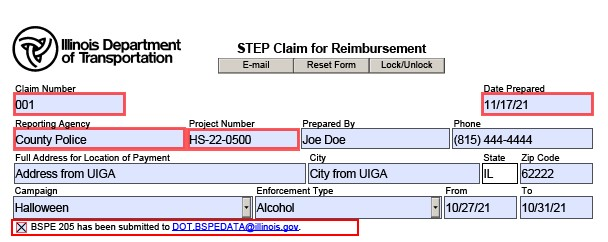 Illinois Department
of Transportation
STEP Claim for Reimbursement
E-mail Reset Form Lock/Unlock
Claim Number Date Prepared
001 11/17/21
Reporting Agency Project Number Prepared By Phone
County Police HS-22-0500 Joe Doe (815) 444-4444
Full Address for Location of Payment City State Zip Code
Address from UIGA City from UIGA IL 62222
Campaign Enforcement Type From To
Halloween Alcohol 10/27/21 10/31/21
BSPE 205 has been submitted to DOT.BSPEDATA@illinois.gov.